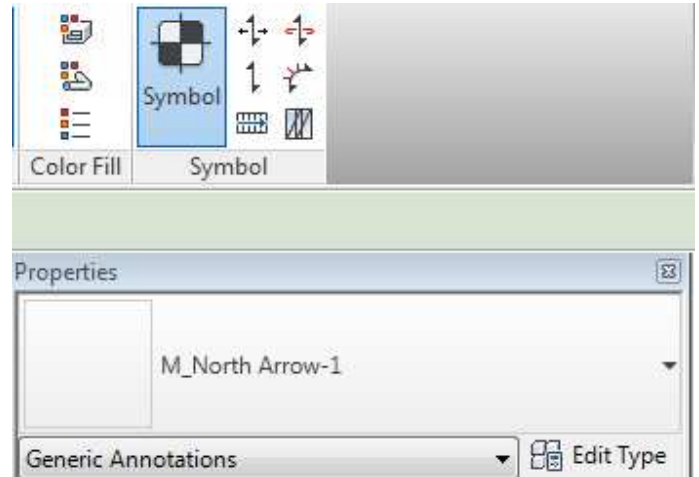 Symbol
Color Fill
Symbol
Properties
M_North Arrow-1
Generic Annotations
Edit Type